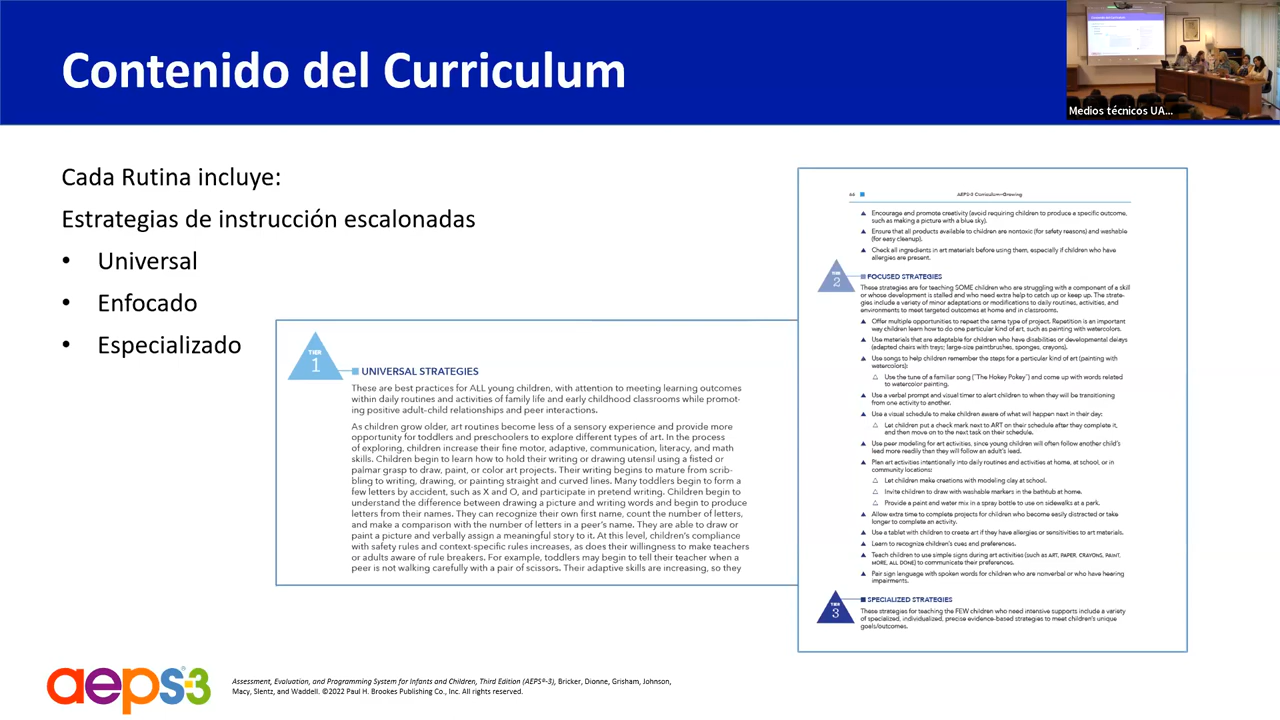 Contenido del Curriculum
Medios técnicos UA...
Cada Rutina incluye:
Estrategias de instrucción escalonadas
• Universal
• Enfocado
• Especializado
TIER
1
UNIVERSAL STRATEGIES
These are best practices for ALL young children, with attention to meeting learning outcomes
within daily routines and activities of family life and early childhood classrooms while promot-
ing positive adult-child relationships and peer interactions.
As children grow older, art routines become less of a sensory experience and provide more
opportunity for toddlers and preschoolers to explore different types of art. In the process
of exploring, children increase their fine motor, adaptive, communication, literacy, and math
skills. Children begin to learn how to hold their writing or drawing utensil using a fisted or
palmar grasp to draw, paint, or color art projects. Their writing begins to mature from scrib-
bling to writing, drawing, or painting straight and curved lines. Many toddlers begin to form a
few letters by accident, such as X and O, and participate in pretend writing. Children begin to
understand the difference between drawing a picture and writing words and begin to produce
letters from their names. They can recognize their own first name, count the number of letters,
and make a comparison with the number of letters in a peer's name. They are able to draw or
paint a picture and verbally assign a meaningful story to it. At this level, children's compliance
with safety rules and context-specific rules increases, as does their willingness to make teachers
or adults aware of rule breakers. For example, toddlers may begin to tell their teacher when a
peer is not walking carefully with a pair of scissors. Their adaptive skills are increasing, so they
66 AEPS-3 Curriculum—Growing
Encourage and promote creativity (avoid requiring children to produce a specific outcome,
such as making a picture with a blue sky).
Ensure that all products available to children are nontoxic (for safety reasons) and washable
(for easy cleanup).
Check all ingredients in art materials before using them, especially if children who have
allergies are present.
TIER
2
FOCUSED STRATEGIES
These strategies are for teaching SOME children who are struggling with a component of a skill
or whose development is stalled and who need extra help to catch up or keep up. The strate-
gies include a variety of minor adaptations or modifications to daily routines, activities, and
environments to meet targeted outcomes at home and in classrooms.
Offer multiple opportunities to repeat the same type of project. Repetition is an important
way children learn how to do one particular kind of art, such as painting with watercolors.
Use materials that are adaptable for children who have disabilities or developmental delays
(adapted chairs with trays; large-size paintbrushes, sponges, crayons).
Use songs to help children remember the steps for a particular kind of art (painting with
watercolors):
Use the tune of a familiar song ("The Hokey Pokey") and come up with words related
to watercolor painting.
Use a verbal prompt and visual timer to alert children to when they will be transitioning
from one activity to another.
Use a visual schedule to make children aware of what will happen next in their day:
Let children put a check mark next to ART on their schedule after they complete it,
and then move on to the next task on their schedule.
Use peer modeling for art activities, since young children will often follow another child's
lead more readily than they will follow an adult's lead.
Plan art activities intentionally into daily routines and activities at home, at school, or in
community locations:
Let children make creations with modeling clay at school.
Invite children to draw with washable markers in the bathtub at home.
Provide a paint and water mix in a spray bottle to use on sidewalks at a park.
Allow extra time to complete projects for children who become easily distracted or take
longer to complete an activity.
Use a tablet with children to create art if they have allergies or sensitivities to art materials.
Learn to recognize children's cues and preferences.
Teach children to use simple signs during art activities (such as ART, PAPER, CRAYONS, PAINT,
MORE, ALL DONE) to communicate their preferences.
Pair sign language with spoken words for children who are nonverbal or who have hearing
impairments.
TIER
3
SPECIALIZED STRATEGIES
These strategies for teaching the FEW children who need intensive supports include a variety
of specialized, individualized, precise evidence-based strategies to meet children's unique
goals/outcomes.
aeps®-3
Assessment, Evaluation, and Programming System for Infants and Children, Third Edition (AEPS®-3), Bricker, Dionne, Grisham, Johnson,
Macy, Slentz, and Waddell. ©2022 Paul H. Brookes Publishing Co., Inc. All rights reserved.